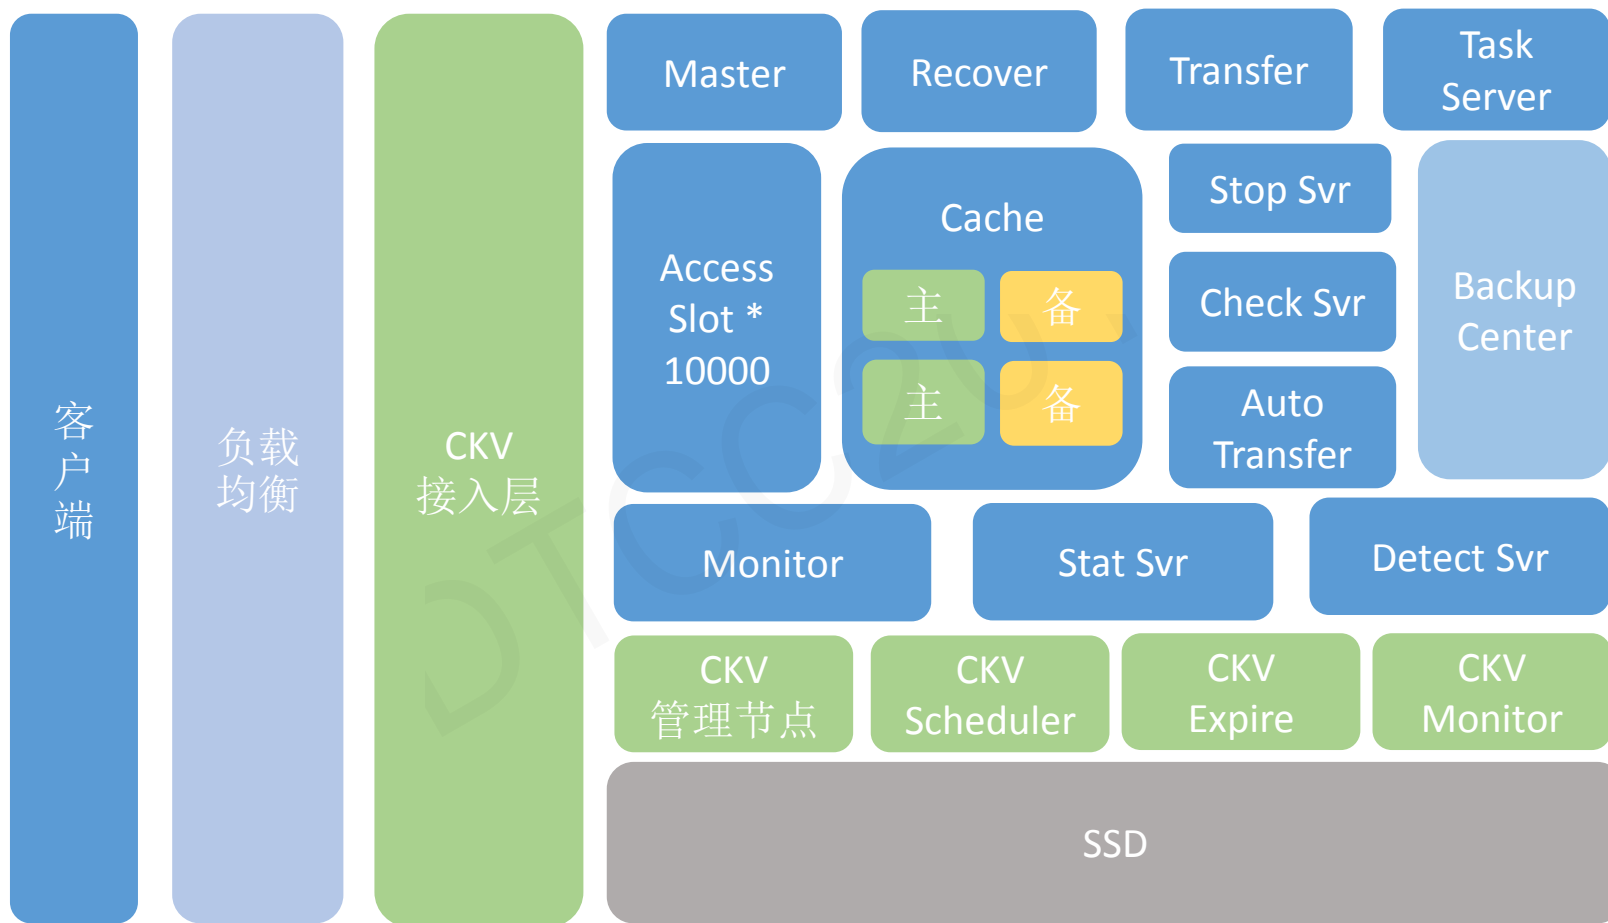 客
户
端
负载
均衡
CKV
接入层
Master
Recover
Transfer
Task
Server
Access
Slot *
10000
Cache
主
备
主
备
Stop Svr
Check Svr
Auto
Transfer
Backup
Center
Monitor
Stat Svr
Detect Svr
CKV
管理节点
CKV
Scheduler
CKV
Expire
CKV
Monitor
SSD